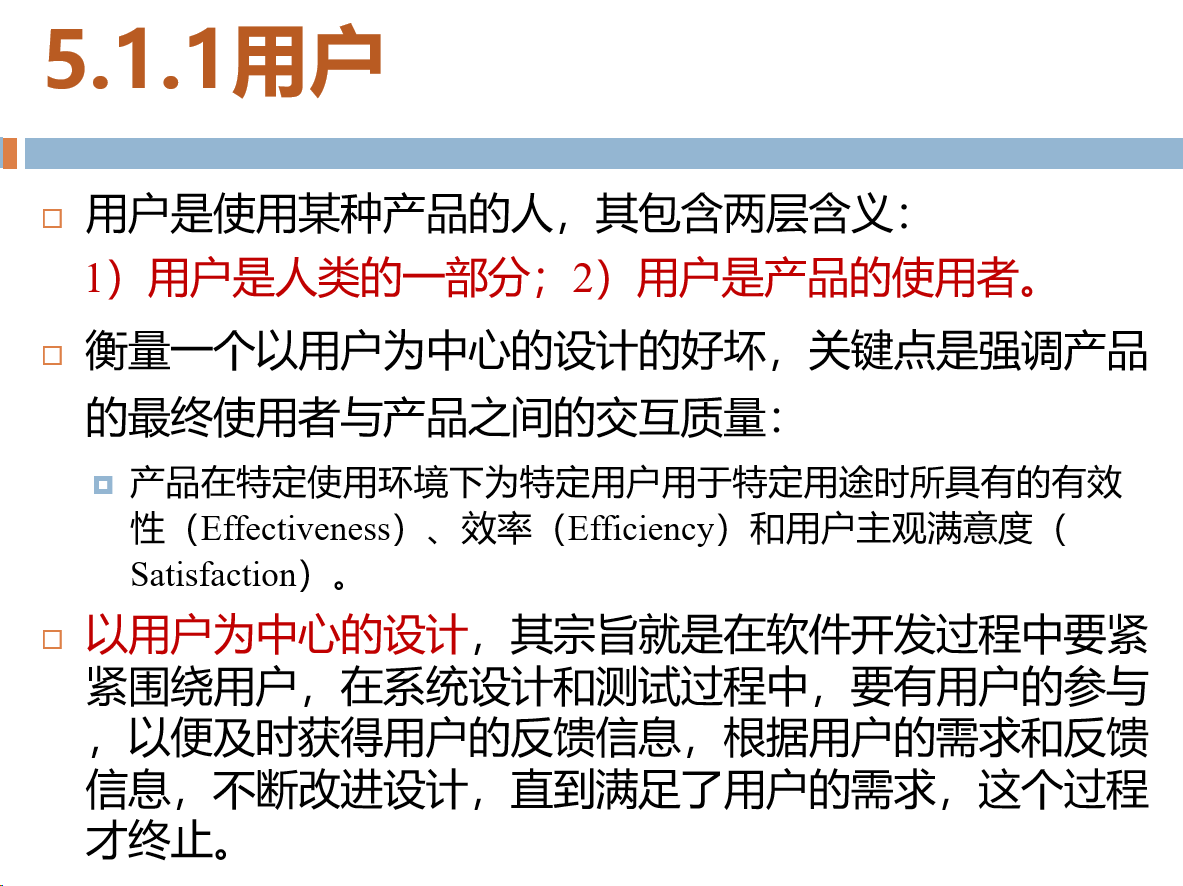 5.1.1用户
用户是使用某种产品的人，其包含两层含义：
1）用户是人类的一部分；2）用户是产品的使用者。
衡量一个以用户为中心的设计的好坏，关键点是强调产品
的最终使用者与产品之间的交互质量：
产品在特定使用环境下为特定用户用于特定用途时所具有的有效
性（Effectiveness）、效率（Efficiency）和用户主观满意度（
Satisfaction）。
以用户为中心的设计，其宗旨就是在软件开发过程中要紧
紧围绕用户，在系统设计和测试过程中，要有用户的参与
，以便及时获得用户的反馈信息，根据用户的需求和反馈
信息，不断改进设计，直到满足了用户的需求，这个过程
才终止。